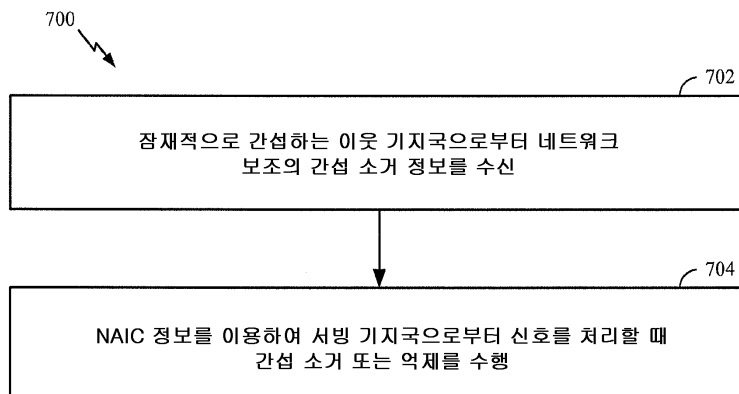 700
702
잠재적으로 간섭하는 이웃 기지국으로부터 네트워크
보조의 간섭 소거 정보를 수신
704
NAIC 정보를 이용하여 서빙 기지국으로부터 신호를 처리할 때
간섭 소거 또는 억제를 수행